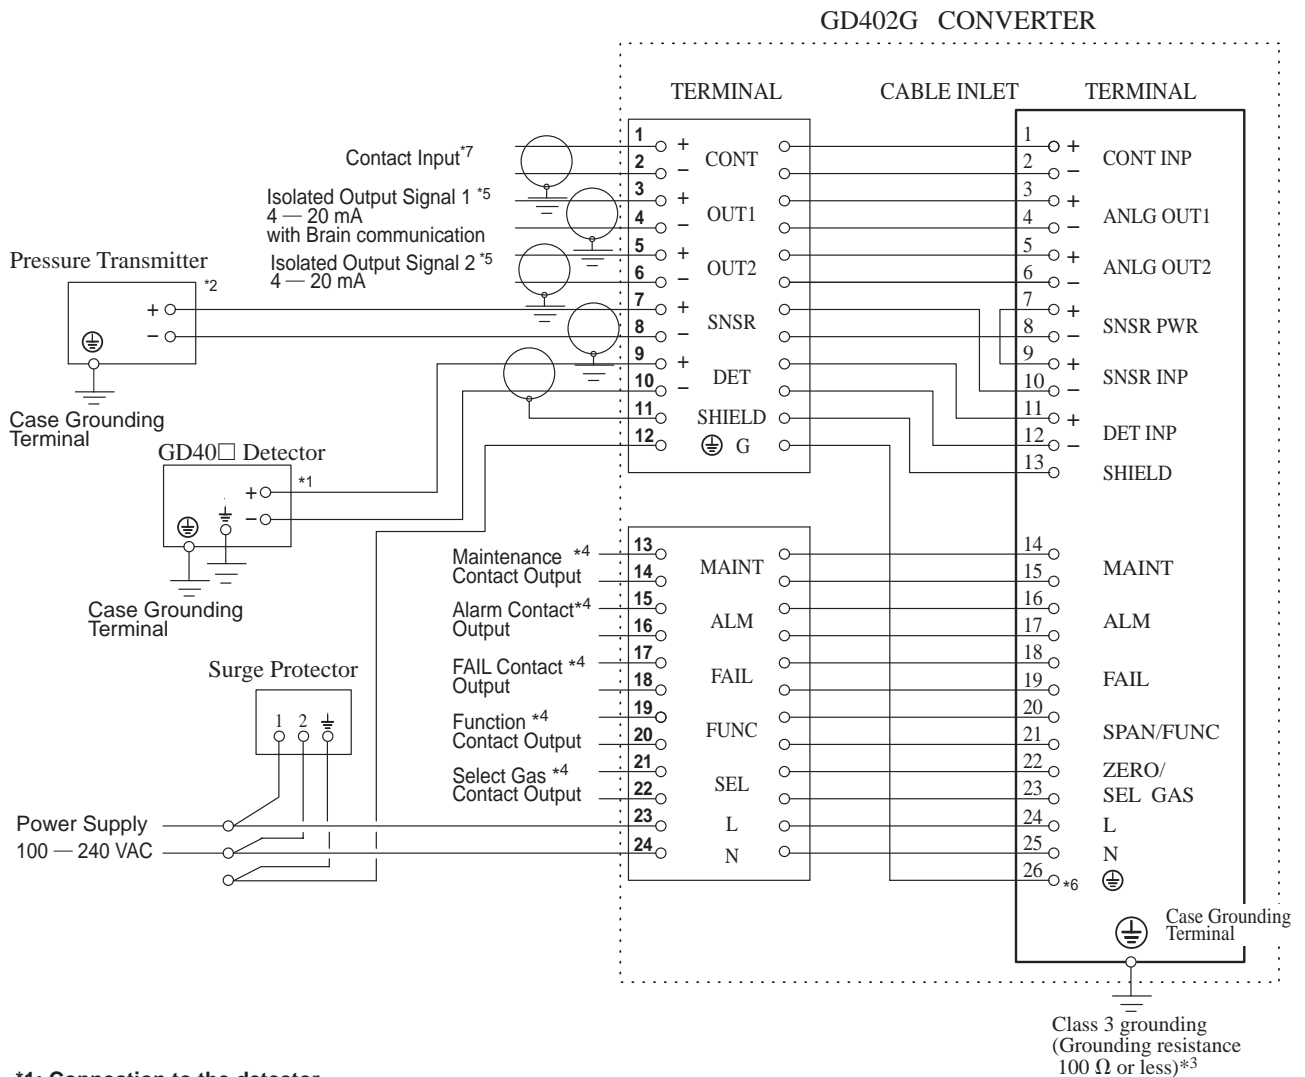 GD402G CONVERTER
TERMINAL CABLE INLET TERMINAL
Contact Input*7
Isolated Output Signal 1 *5
4 — 20 mA
with Brain communication
Isolated Output Signal 2 *5
4 — 20 mA
Pressure Transmitter
*2
+
−
Case Grounding
Terminal
GD40□ Detector
*1
+
−
Case Grounding
Terminal
Surge Protector
1 2
Power Supply
100 — 240 VAC
Maintenance *4
Contact Output
Alarm Contact*4
Output
FAIL Contact *4
Output
Function *4
Contact Output
Select Gas *4
Contact Output
1 +
CONT
2 −
3 +
OUT1
4 −
5 +
OUT2
6 −
7 +
SNSR
8 −
9 +
DET
10 −
11 SHIELD
12 G
13
MAINT
14
15
ALM
16
17
FAIL
18
19
FUNC
20
21
SEL
22
23 L
24 N
1 +
CONT INP
2 −
3 +
ANLG OUT1
4 −
5 +
ANLG OUT2
6 −
7 +
SNSR PWR
8 −
9 +
SNSR INP
10 −
11 +
DET INP
12 −
13 SHIELD
14
MAINT
15
16
ALM
17
18
FAIL
19
20
SPAN/FUNC
21
22 ZERO/
23 SEL GAS
24 L
25 N
26 *6
Case Grounding
Terminal
Class 3 grounding
(Grounding resistance
100 Ω or less)*3
*1: Connection to the detector